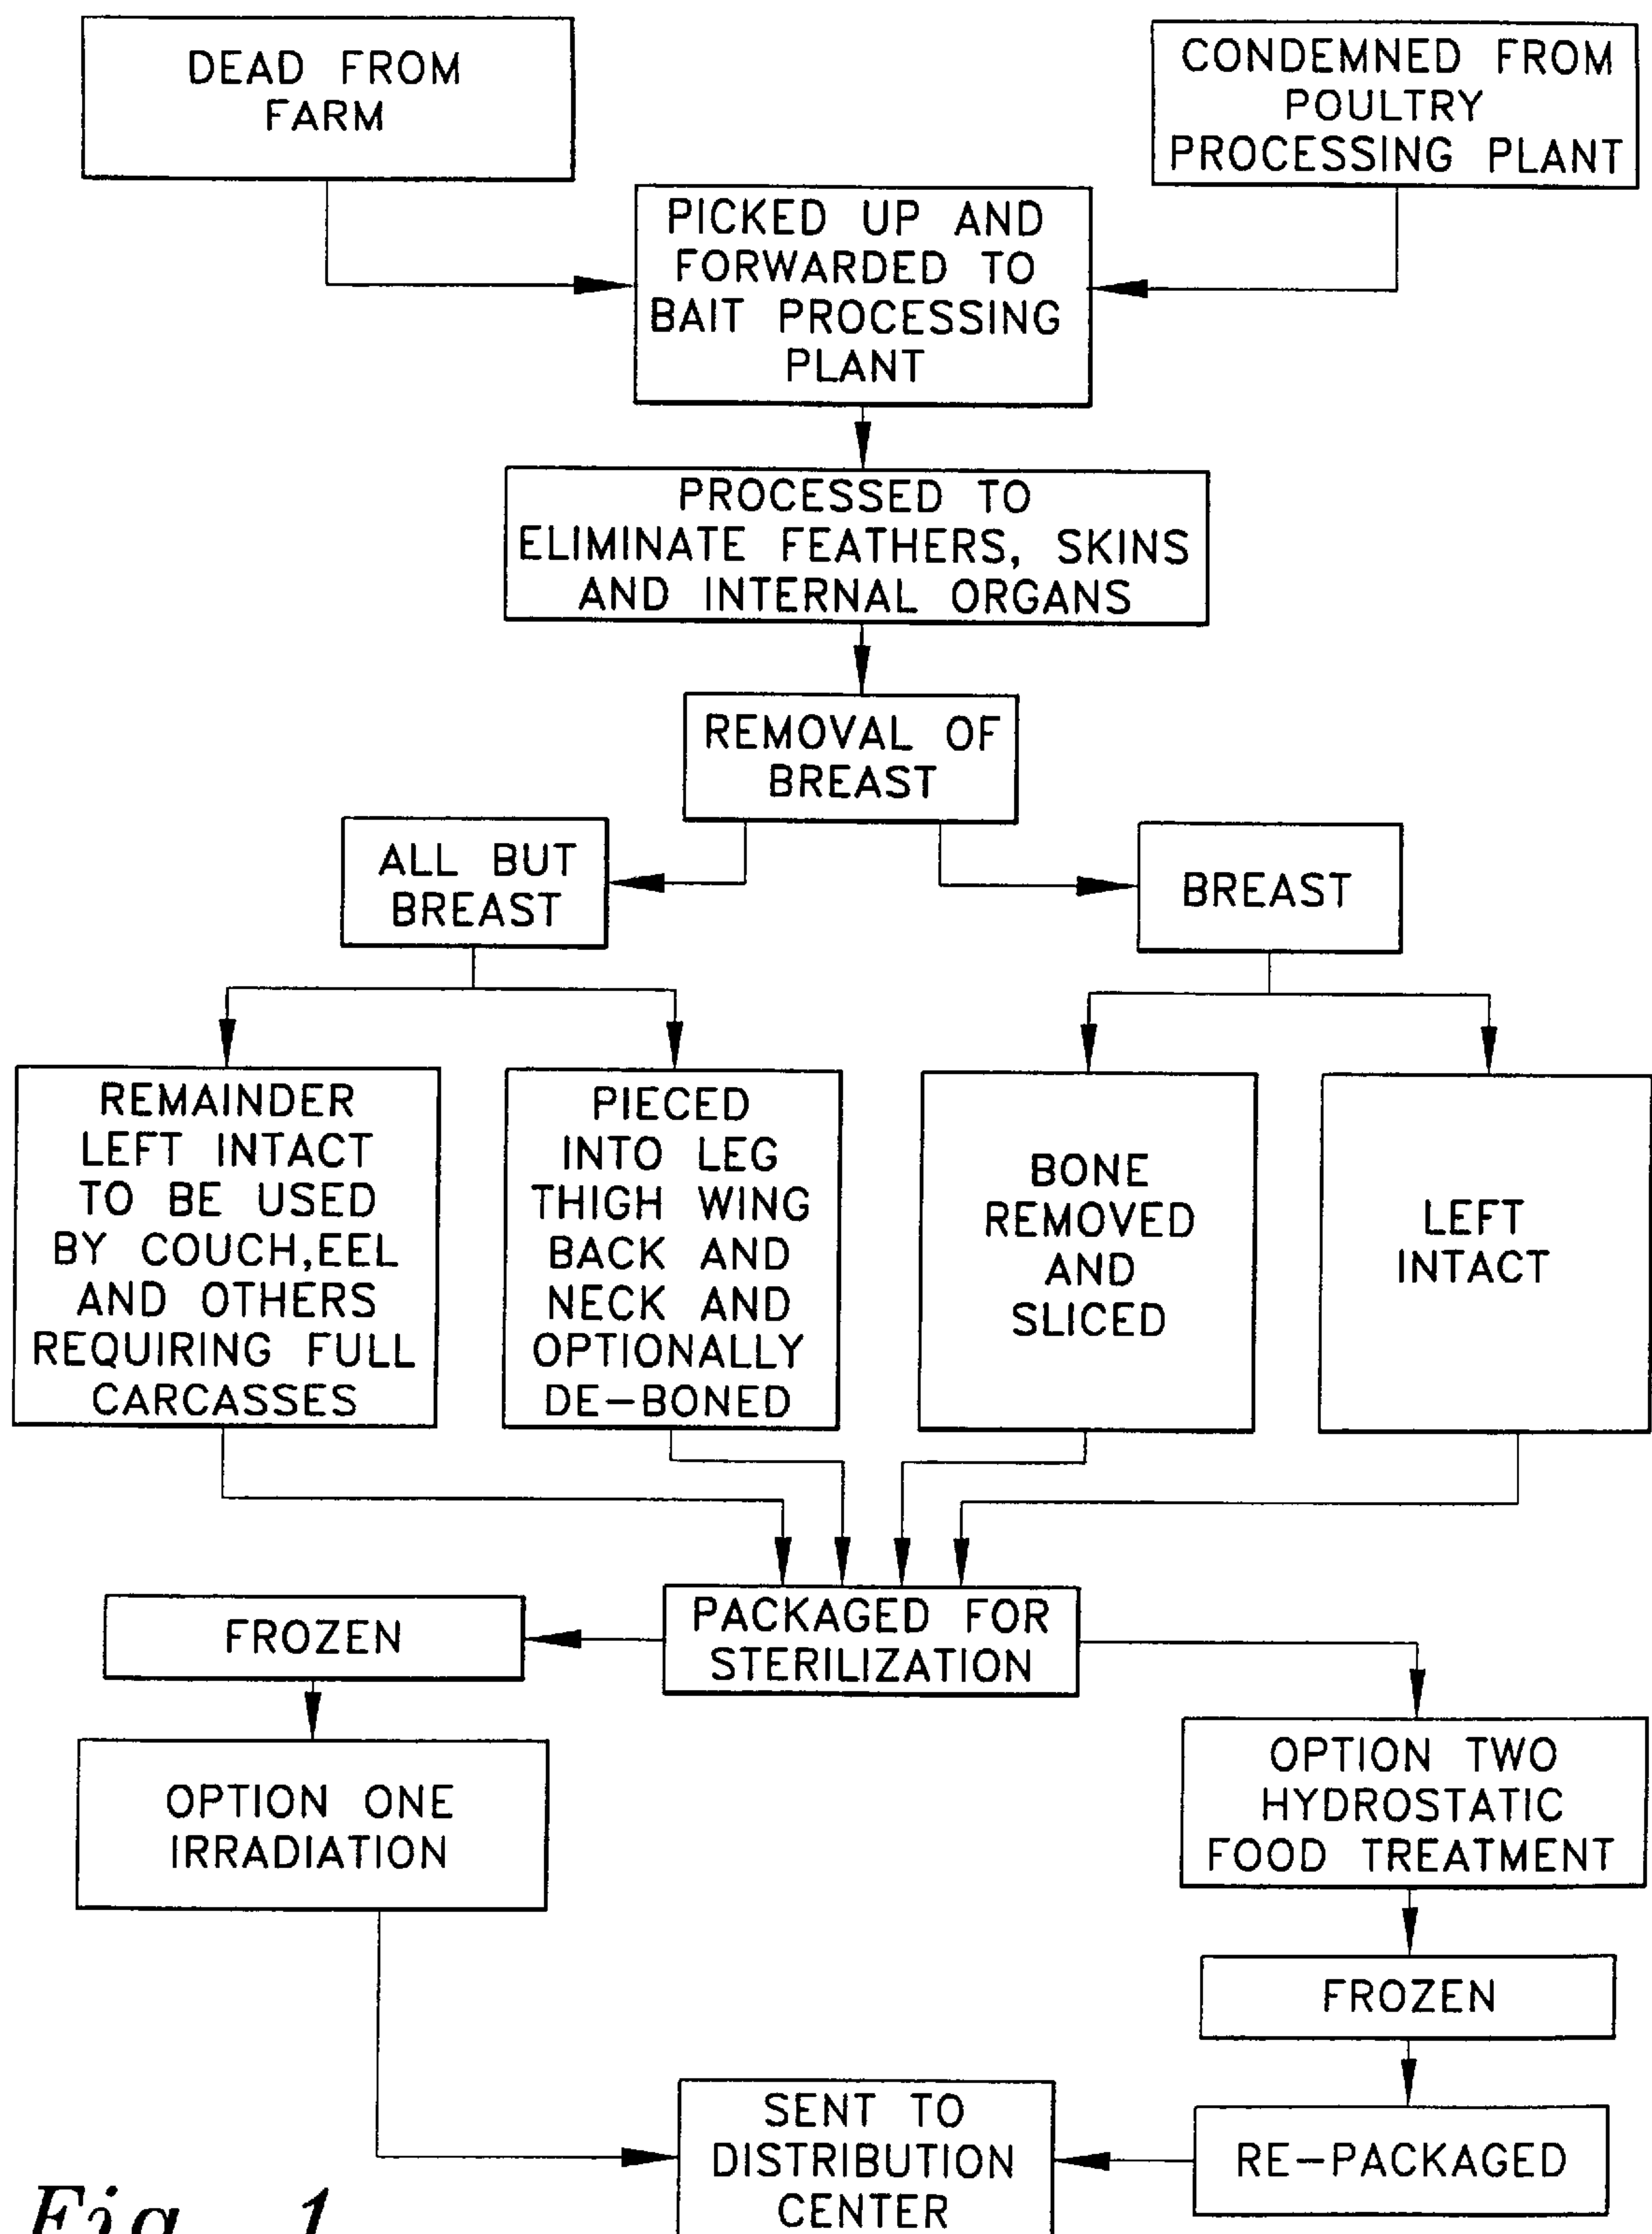 DEAD FROM
FARM
CONDEMNED FROM
POULTRY
PROCESSING PLANT
PICKED UP AND
FORWARDED TO
BAIT PROCESSING
PLANT
PROCESSED TO
ELIMINATE FEATHERS, SKINS
AND INTERNAL ORGANS
REMOVAL OF
BREAST
ALL BUT
BREAST
BREAST
REMAINDER
LEFT INTACT
TO BE USED
BY COUCH,EEL
AND OTHERS
REQUIRING FULL
CARCASSES
PIECED
INTO LEG
THIGH WING
BACK AND
NECK AND
OPTIONALLY
DE-BONED
BONE
REMOVED
AND
SLICED
LEFT
INTACT
PACKAGED FOR
STERILIZATION
FROZEN
OPTION ONE
IRRADIATION
OPTION TWO
HYDROSTATIC
FOOD TREATMENT
FROZEN
RE-PACKAGED
SENT TO
DISTRIBUTION
CENTER
Fig. 1